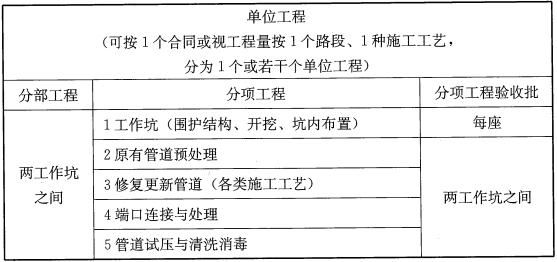 单位工程
(可按1个合同或视工程量按1个路段、1种施工工艺,
分为1个或若干个单位工程)
分部工程 分项工程 分项工程验收批
两工作坑
之间
1工作坑(围护结构、开挖、坑内布置) 每座
2原有管道预处理
3修复更新管道(各类施工工艺)
4端口连接与处理
5管道试压与清洗消毒
两工作坑之间